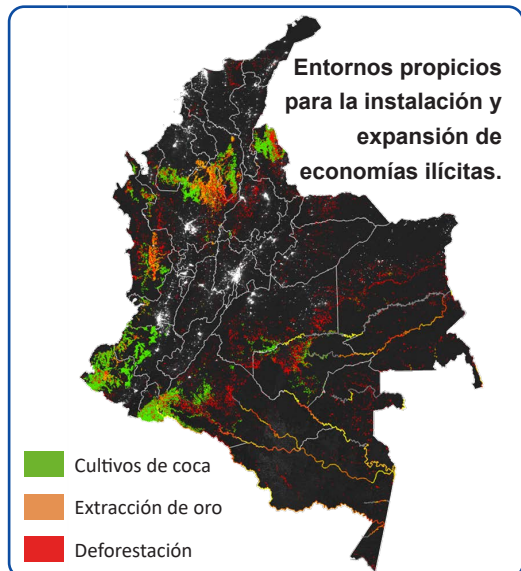 Entornos propicios
para la instalación y
expansión de
economías ilícitas.
Cultivos de coca
Extracción de oro
Deforestación